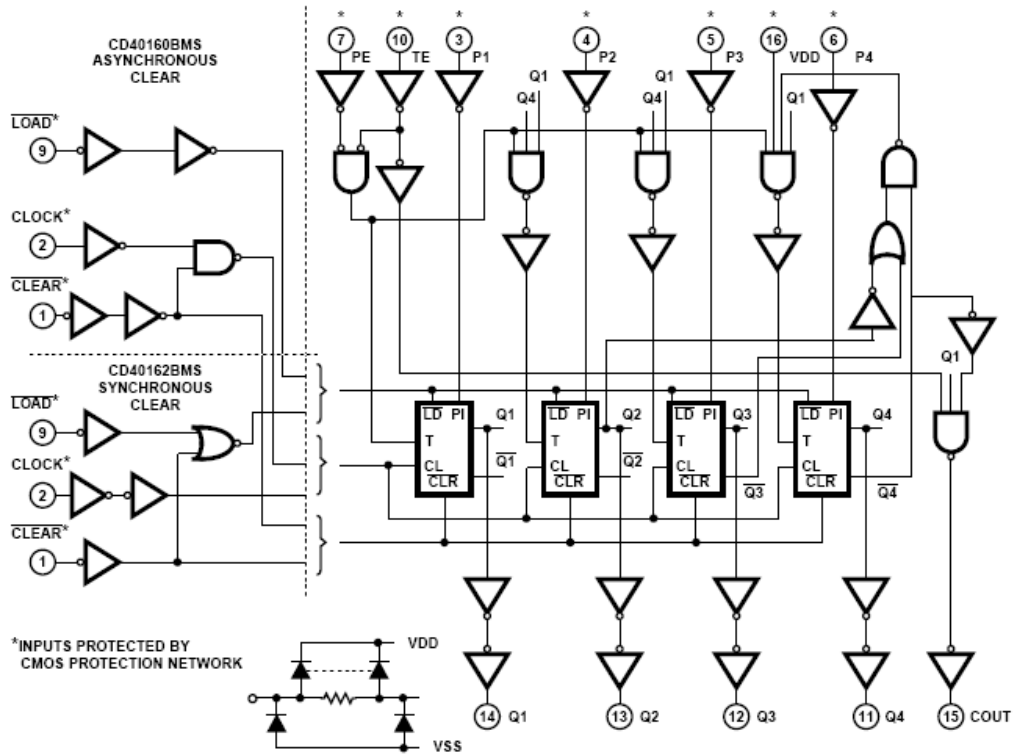 CD40160BMS
ASYNCHRONOUS
CLEAR
LOAD*
9
CLOCK*
2
CLEAR*
1
CD40162BMS
SYNCHRONOUS
CLEAR
LOAD*
9
CLOCK*
2
CLEAR*
1
* * * * * * *
7 10 3 4 5 16 6
PE TE P1 P2 P3 VDD P4
Q1 Q1
Q4 Q4 Q1
Q1
LD PI Q1 LD PI Q2 LD PI Q3 LD PI Q4
T T T T
CL Q1 CL Q2 CL Q3 CL Q4
CLR CLR CLR CLR
*INPUTS PROTECTED BY
CMOS PROTECTION NETWORK
VDD
VSS
14 Q1 13 Q2 12 Q3 11 Q4 15 COUT